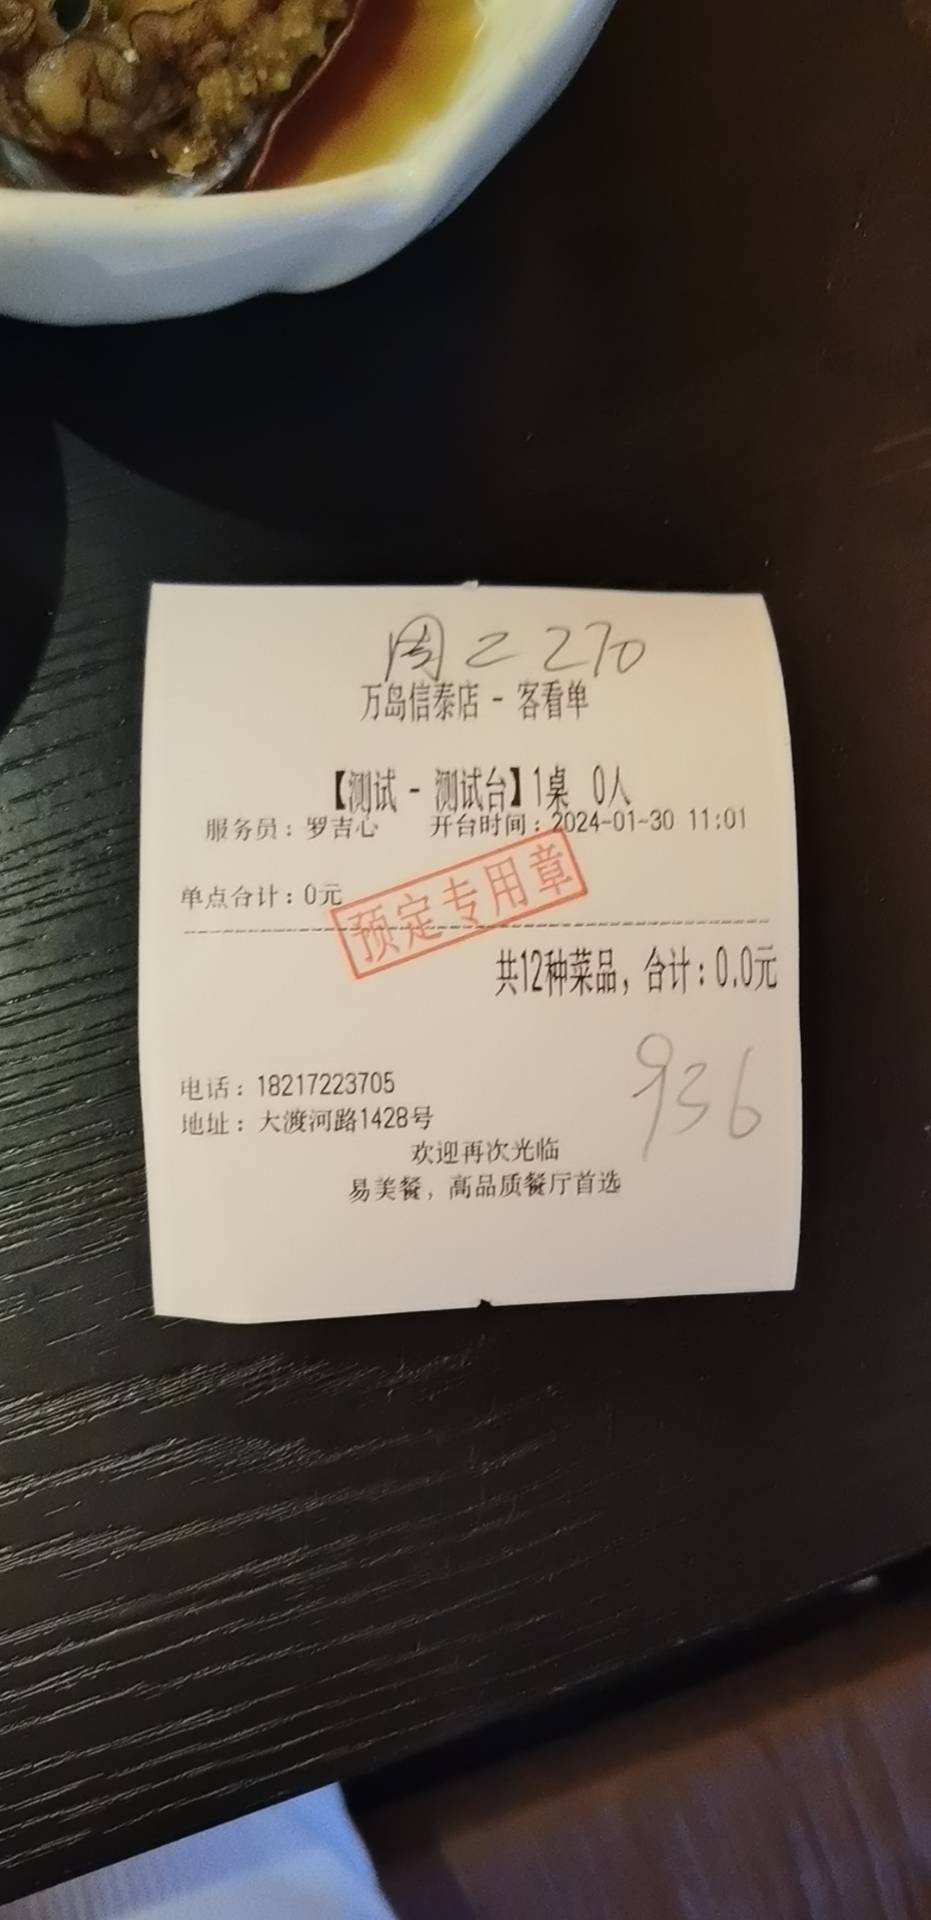 周二 270
万岛信泰店 - 客看单
【测试 - 测试台】1桌 0人
服务员：罗吉心 开台时间：2024-01-30 11:01
单点合计：0元
预定专用章
共12种菜品，合计：0.0元
936
电话：18217223705
地址：大渡河路1428号
欢迎再次光临
易美餐，高品质餐厅首选